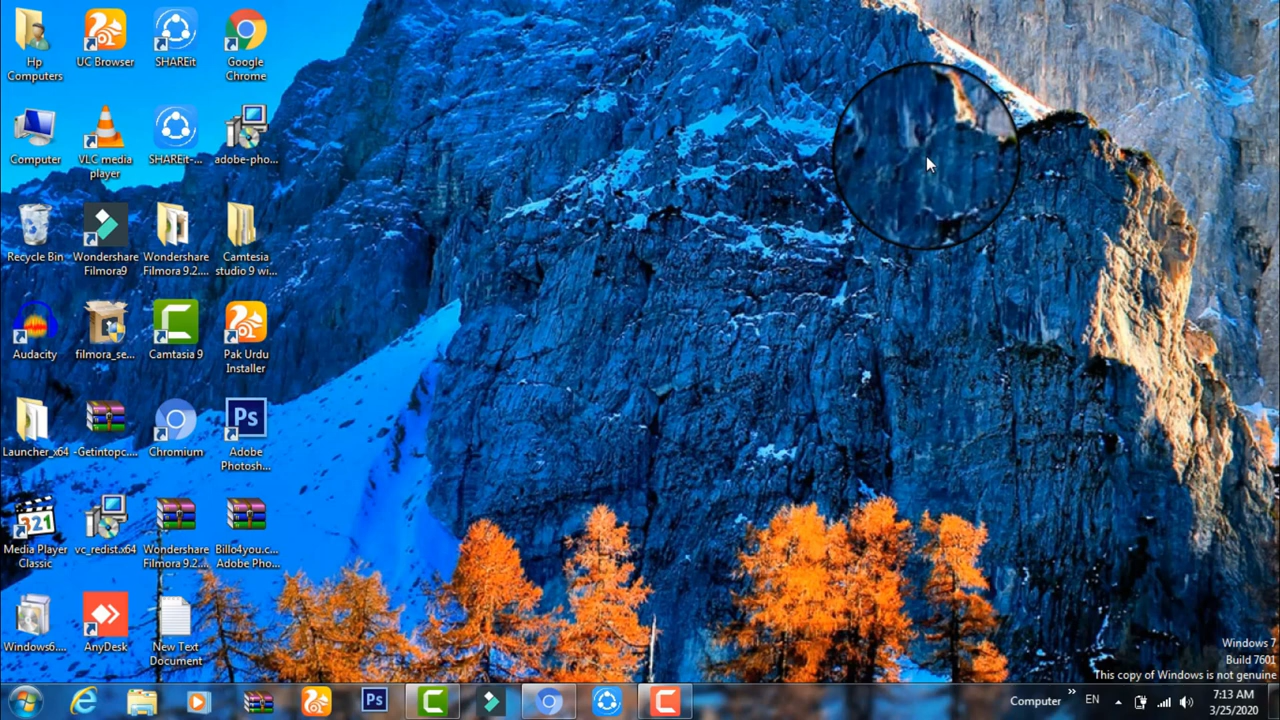 Hp
Computers
UC Browser
SHAREit
Google
Chrome
Computer
VLC media
player
SHAREit-...
adobe-pho...
Recycle Bin
Wondershare
Filmora9
Wondershare
Filmora 9.2....
Camtesia
studio 9 wi...
Audacity
filmora_se...
Camtasia 9
Pak Urdu
Installer
Launcher_x64
-Getintopc....
Chromium
Ps
Adobe
Photosh...
321
Media Player
Classic
vc_redist.x64
Wondershare
Filmora 9.2...
Billo4you.c...
Adobe Pho...
Windows6....
AnyDesk
New Text
Document
Windows 7
Build 7601
This copy of Windows is not genuine
Ps
Computer
»
EN
7:13 AM
3/25/2020